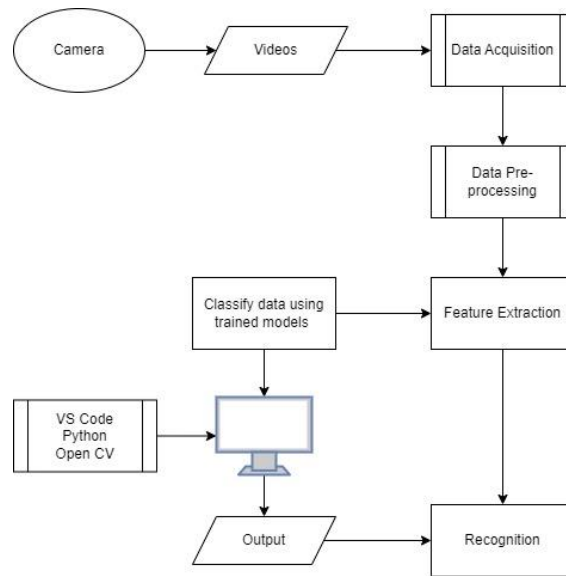 Camera
Videos
Data Acquisition
Data Pre-
processing
Classify data using
trained models
Feature Extraction
VS Code
Python
Open CV
Output
Recognition